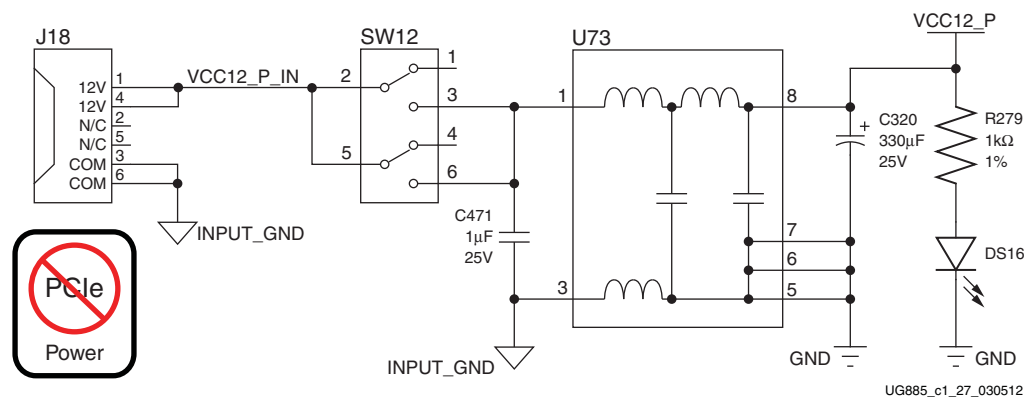 VCC12_P
J18
SW12
U73
12V 1
12V 4
N/C 2
N/C 5
COM 3
COM 6
VCC12_P_IN
2
1
3
4
5
6
INPUT_GND
C471
1µF
25V
INPUT_GND
1
3
8
7
6
5
C320
+
330µF
25V
R279
1kΩ
1%
DS16
GND
GND
PCIe
Power
UG885_c1_27_030512